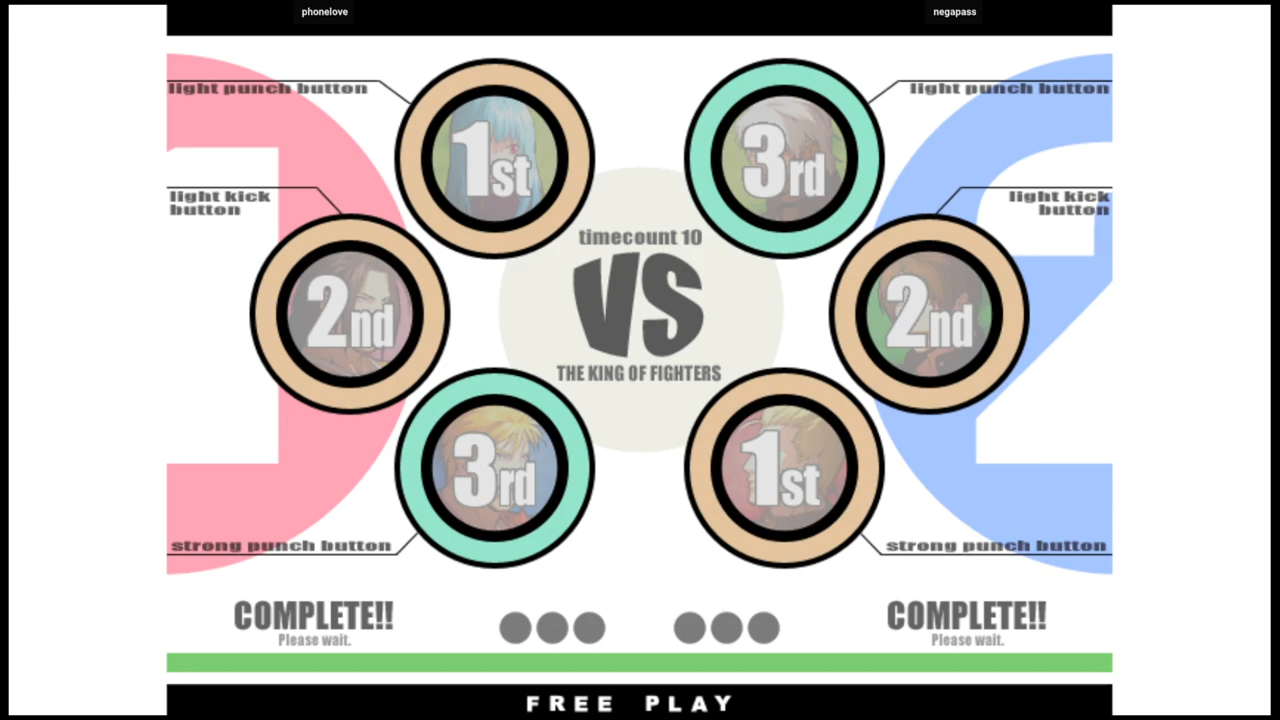 phonelove
negapass
light punch button
1st
3rd
light punch button
light kick
button
light kick
button
timecount 10
VS
THE KING OF FIGHTERS
2nd
2nd
3rd
1st
strong punch button
strong punch button
COMPLETE!!
Please wait.
COMPLETE!!
Please wait.
FREE PLAY